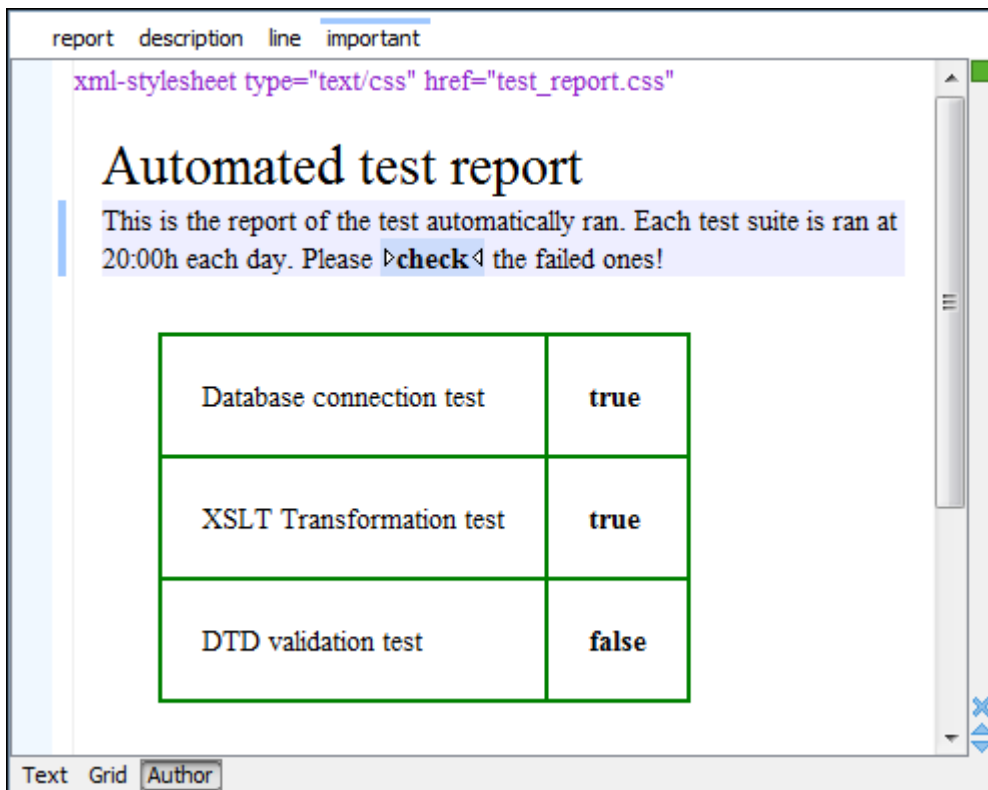 report description line important
xml-stylesheet type="text/css" href="test_report.css"
Automated test report
This is the report of the test automatically ran. Each test suite is ran at
20:00h each day. Please check the failed ones!
Database connection test true
XSLT Transformation test true
DTD validation test false
Text Grid Author